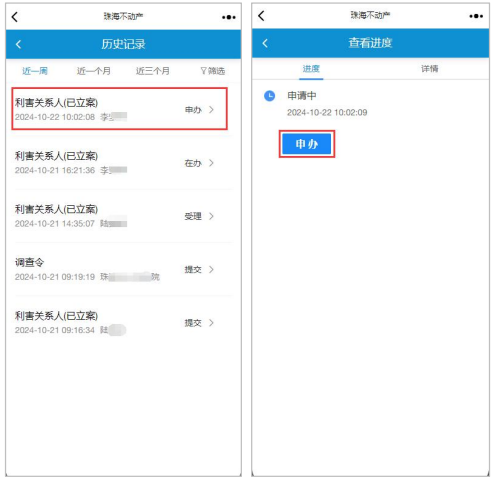 珠海不动产
历史记录
近一周 近一个月 近三个月 筛选
利害关系人(已立案) 申办
2024-10-22 10:02:08 李
利害关系人(已立案) 在办
2024-10-21 16:21:36 李
利害关系人(已立案) 受理
2024-10-21 14:35:07 陆
调查令 提交
2024-10-21 09:19:19 珠 院
利害关系人(已立案) 提交
2024-10-21 09:16:34 陆
珠海不动产
查看进度
进度 详情
申请中
2024-10-22 10:02:09
申办